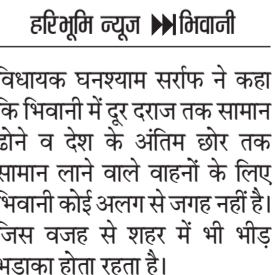 हरिभूमि न्यूज ▶▶भिवानी
विधायक घनश्याम सर्राफ ने कहा
कि भिवानी में दूर दराज तक सामान
ढोने व देश के अंतिम छोर तक
सामान लाने वाले वाहनों के लिए
भिवानी कोई अलग से जगह नहीं है।
जिस वजह से शहर में भी भीड़
भड़ाका होता रहता है।